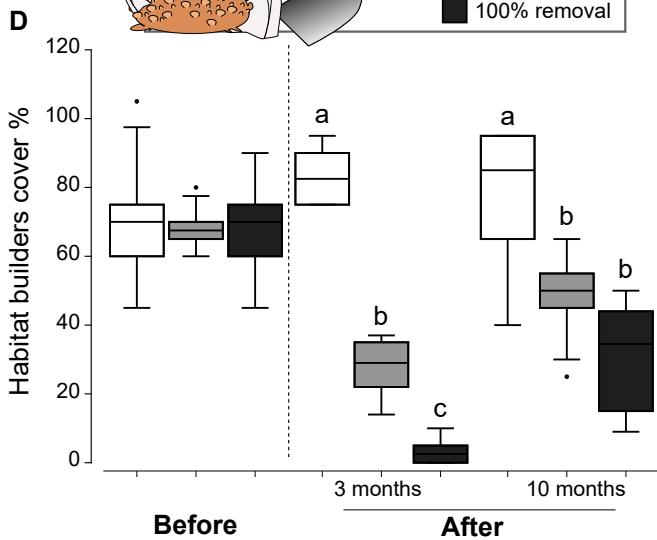 D
100% removal
Habitat builders cover %
120
100
80
60
40
20
0
a
b
c
a
b
b
3 months
10 months
Before
After